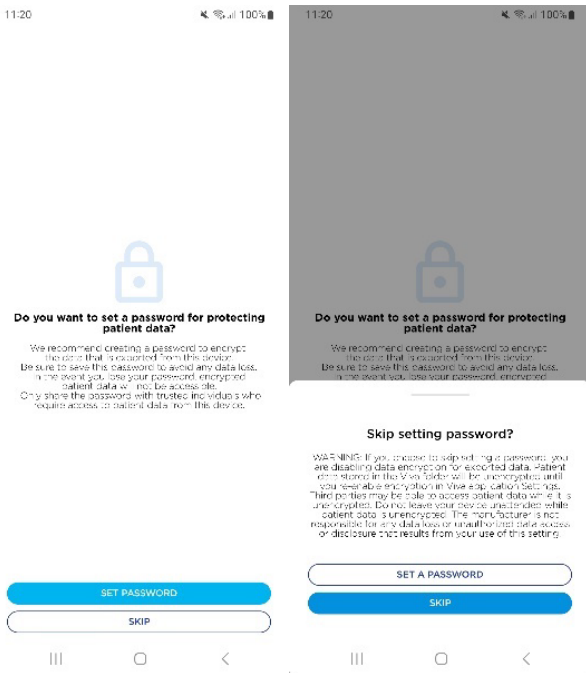 11:20
100%
Do you want to set a password for protecting
patient data?
We recommend creating a password to encrypt
the data that is exported from this device.
Be sure to save this password to avoid any data loss.
In the event you lose your password, encrypted
patient data will not be accessible.
Only share the password with trusted individuals who
require access to patient data from this device.
SET PASSWORD
SKIP
11:20
100%
Do you want to set a password for protecting
patient data?
We recommend creating a password to encrypt
the data that is exported from this device.
Be sure to save this password to avoid any data loss.
In the event you lose your password, encrypted
Skip setting password?
WARNING: If you choose to skip setting a password, you
are disabling data encryption for exported data. Patient
data stored in the Viva folder will be unencrypted until
you re-enable encryption in Viva application Settings.
Third parties may be able to access patient data while it is
unencrypted. Do not leave your device unattended while
patient data is unencrypted. The manufacturer is not
responsible for any data loss or unauthorized data access
or disclosure that results from your use of this setting.
SET A PASSWORD
SKIP